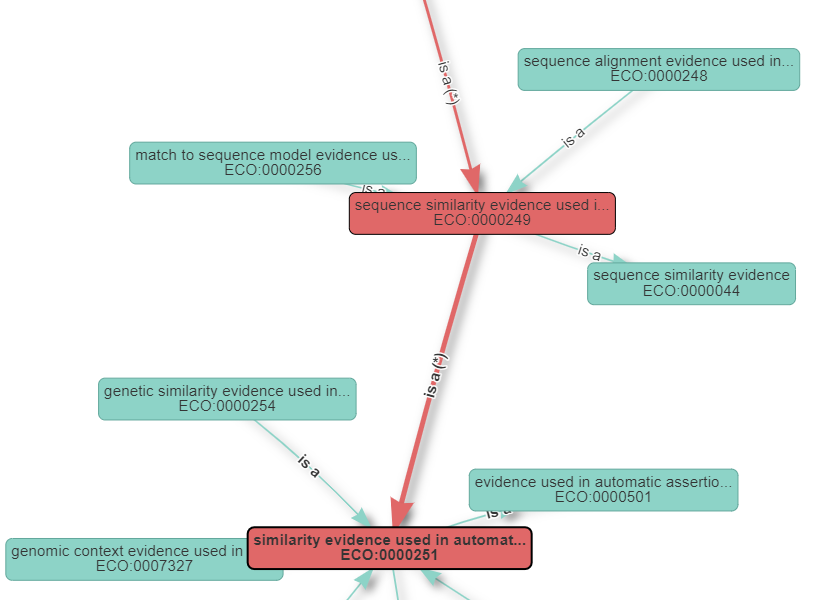 is a (*)
sequence alignment evidence used in...
ECO:0000248
is a
match to sequence model evidence us...
ECO:0000256
is a
sequence similarity evidence used i...
ECO:0000249
is a
sequence similarity evidence
ECO:0000044
is a (*)
genetic similarity evidence used in...
ECO:0000254
is a
evidence used in automatic assertio...
ECO:0000501
is a
similarity evidence used in automat...
ECO:0000251
genomic context evidence used in
ECO:0007327